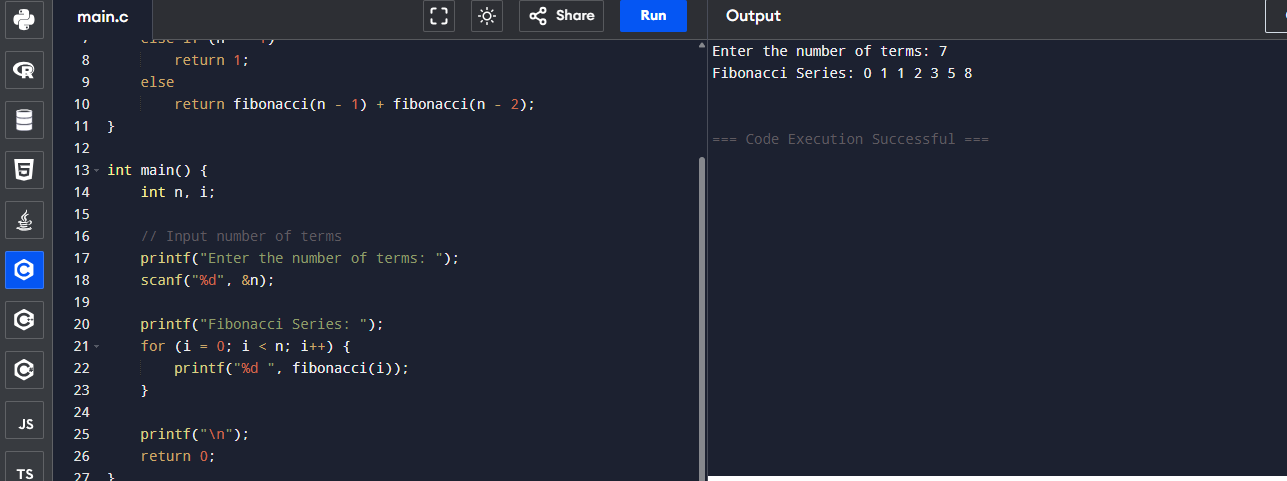 main.c
Share
Run
Output
8 return 1;
9 else
10 return fibonacci(n - 1) + fibonacci(n - 2);
11 }
12
13 int main() {
14 int n, i;
15
16 // Input number of terms
17 printf("Enter the number of terms: ");
18 scanf("%d", &n);
19
20 printf("Fibonacci Series: ");
21 for (i = 0; i < n; i++) {
22 printf("%d ", fibonacci(i));
23 }
24
25 printf("\n");
26 return 0;
27 }
Enter the number of terms: 7
Fibonacci Series: 0 1 1 2 3 5 8
=== Code Execution Successful ===
R
5
C
C
C
JS
TS